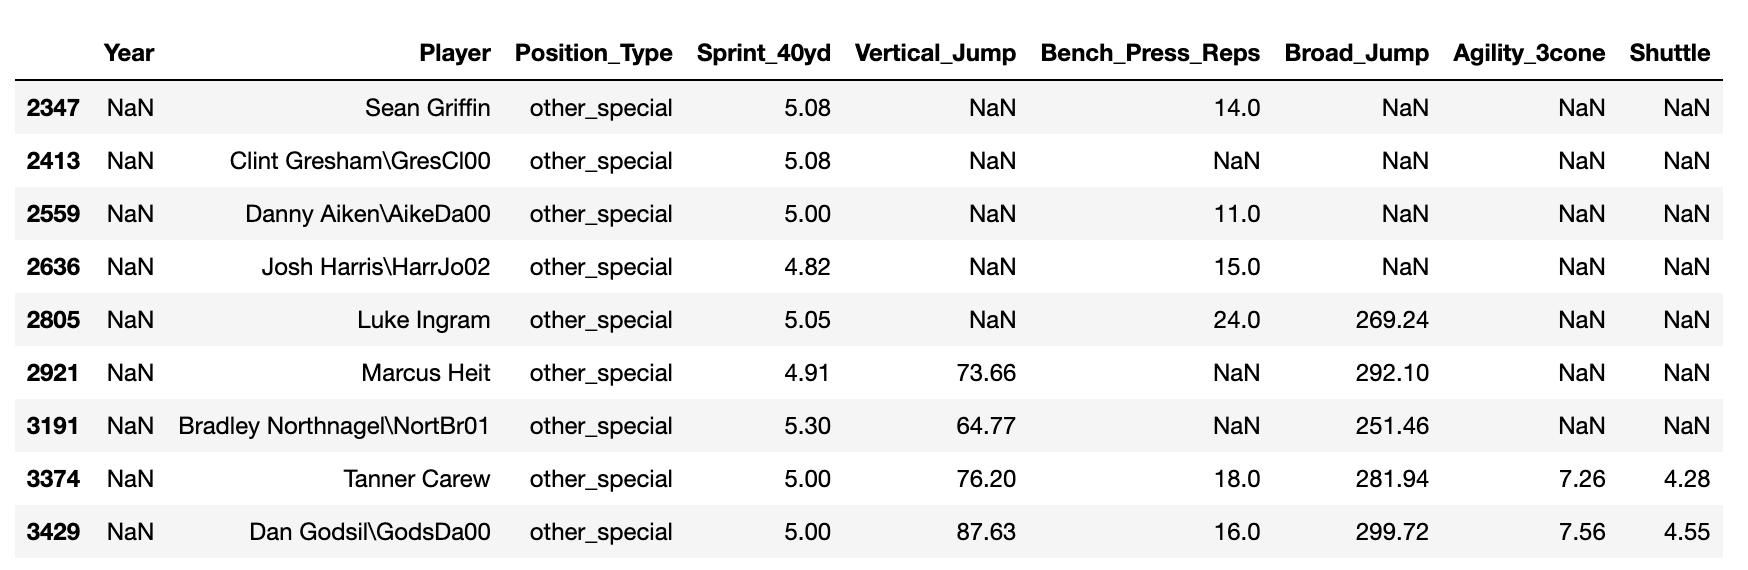 Year Player Position_Type Sprint_40yd Vertical_Jump Bench_Press_Reps Broad_Jump Agility_3cone Shuttle
2347 NaN Sean Griffin other_special 5.08 NaN 14.0 NaN NaN NaN
2413 NaN Clint Gresham\GresCl00 other_special 5.08 NaN NaN NaN NaN NaN
2559 NaN Danny Aiken\AikeDa00 other_special 5.00 NaN 11.0 NaN NaN NaN
2636 NaN Josh Harris\HarrJo02 other_special 4.82 NaN 15.0 NaN NaN NaN
2805 NaN Luke Ingram other_special 5.05 NaN 24.0 269.24 NaN NaN
2921 NaN Marcus Heit other_special 4.91 73.66 NaN 292.10 NaN NaN
3191 NaN Bradley Northnagel\NortBr01 other_special 5.30 64.77 NaN 251.46 NaN NaN
3374 NaN Tanner Carew other_special 5.00 76.20 18.0 281.94 7.26 4.28
3429 NaN Dan Godsil\GodsDa00 other_special 5.00 87.63 16.0 299.72 7.56 4.55